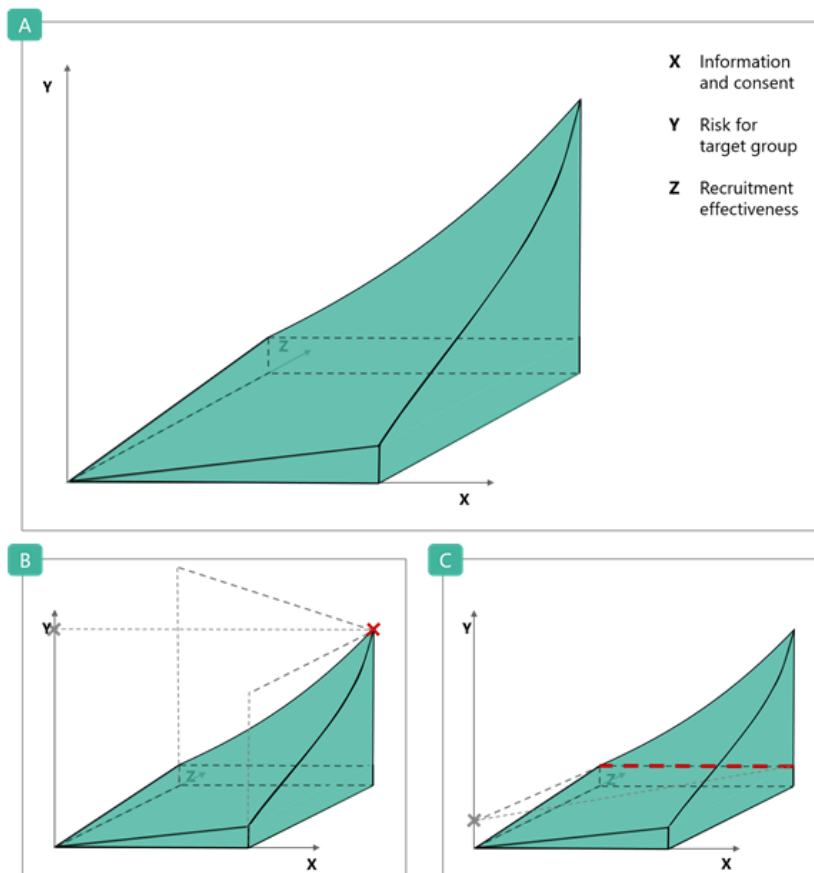 A
Y
X Information
and consent
Y Risk for
target group
Z Recruitment
effectiveness
Z
X
B
Y
Z
X
C
Y
Z
X